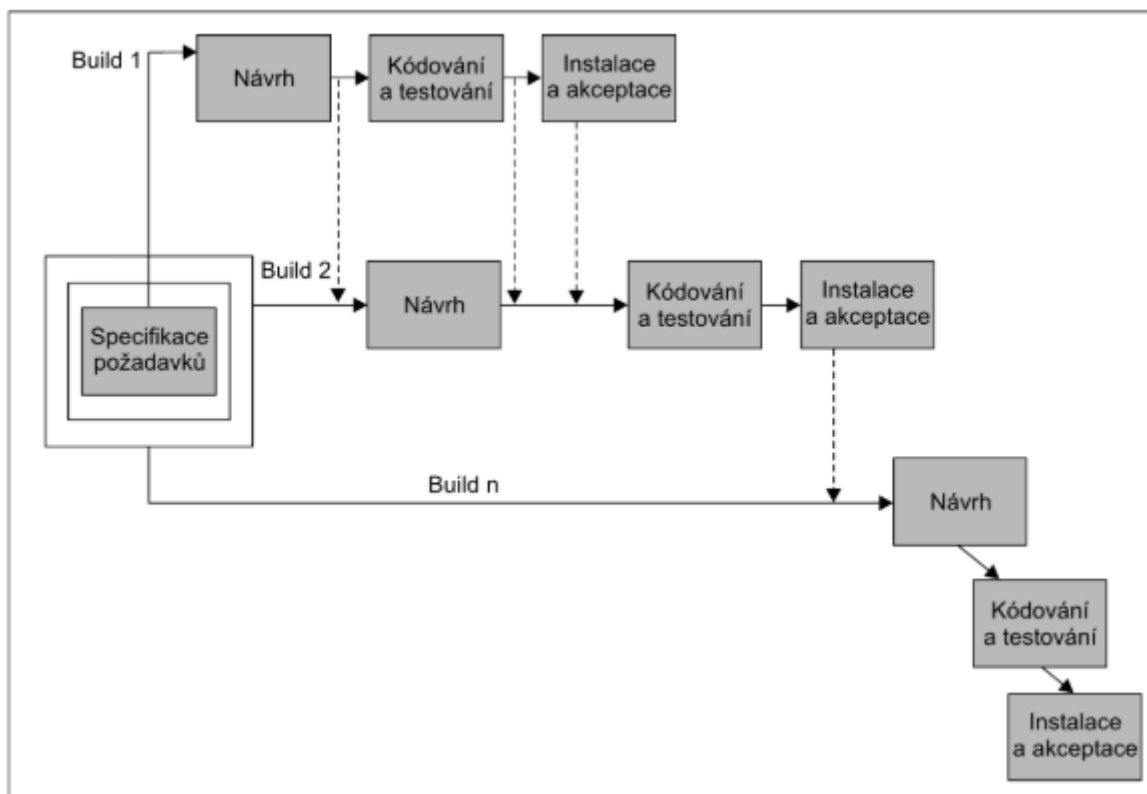 Build 1
Návrh
Kódování
a testování
Instalace
a akceptace
Build 2
Návrh
Kódování
a testování
Instalace
a akceptace
Specifikace
požadavků
Build n
Návrh
Kódování
a testování
Instalace
a akceptace